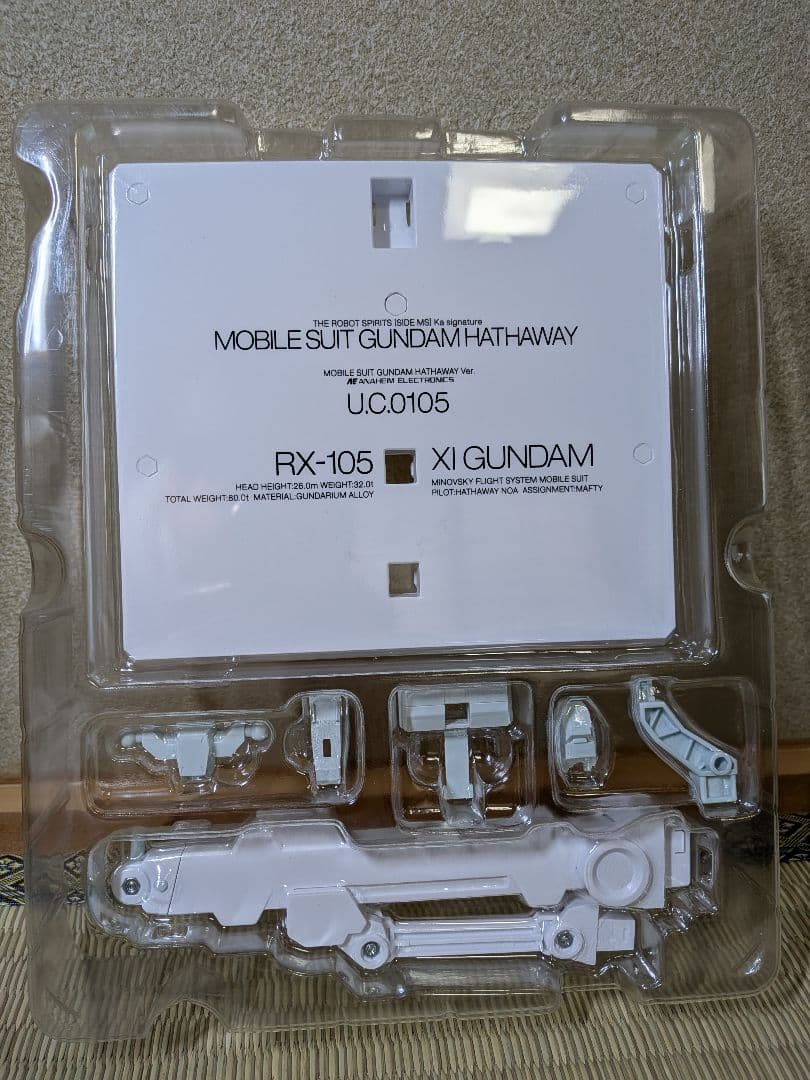 THE ROBOT SPIRITS [SIDE MS] Ka signature
MOBILE SUIT GUNDAM HATHAWAY
MOBILE SUIT GUNDAM HATHAWAY Ver.
AE ANAHEIM ELECTRONICS
U.C.0105
RX-105
HEAD HEIGHT:26.0m WEIGHT:32.0t
TOTAL WEIGHT:80.0t MATERIAL:GUNDARIUM ALLOY
XI GUNDAM
MINOVSKY FLIGHT SYSTEM MOBILE SUIT
PILOT:HATHAWAY NOA ASSIGNMENT:MAFTY